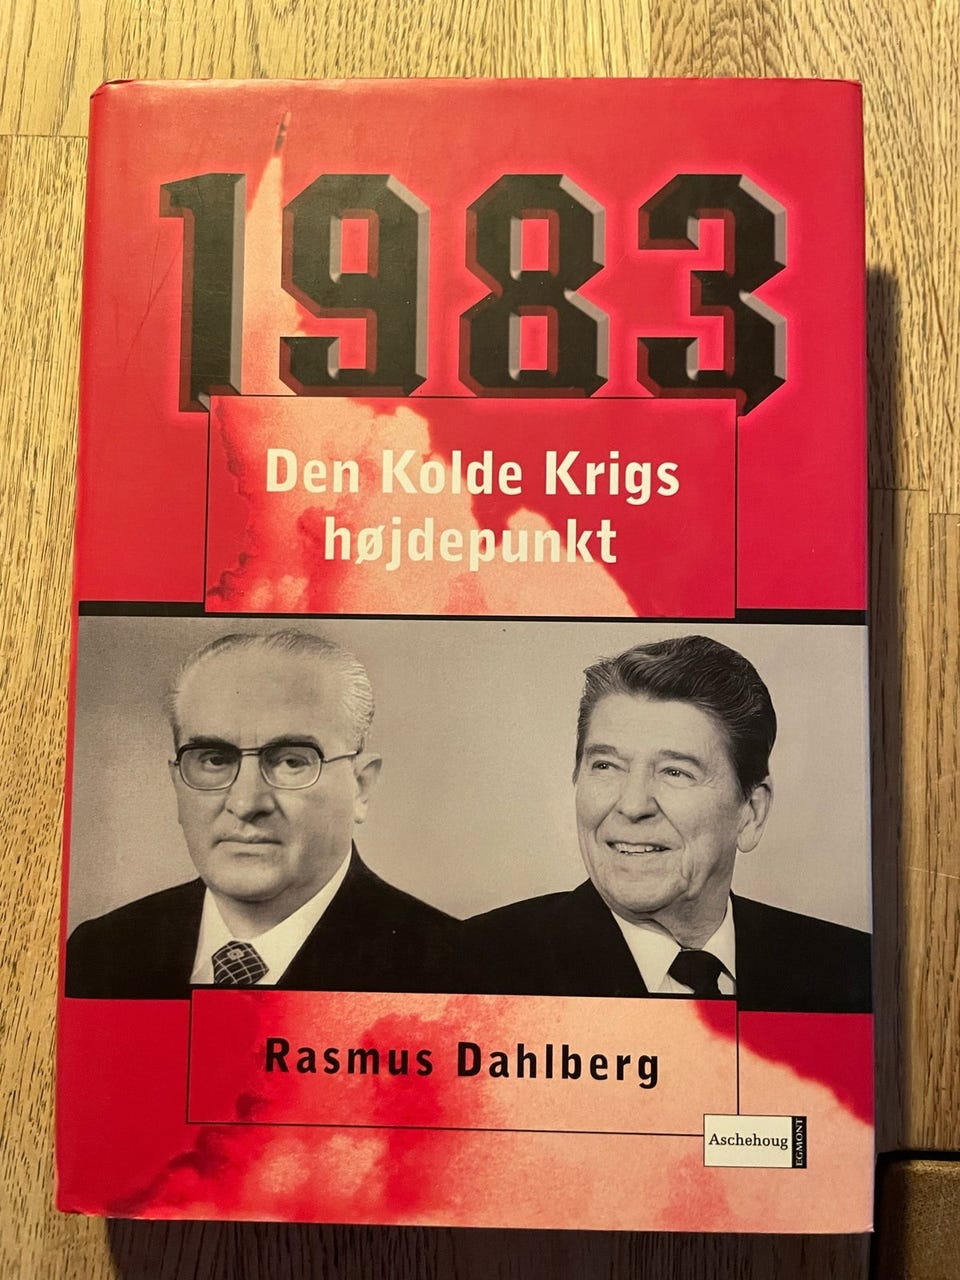 1983
Den Kolde Krigs
højdepunkt
Rasmus Dahlberg
Aschehoug
EGMONT